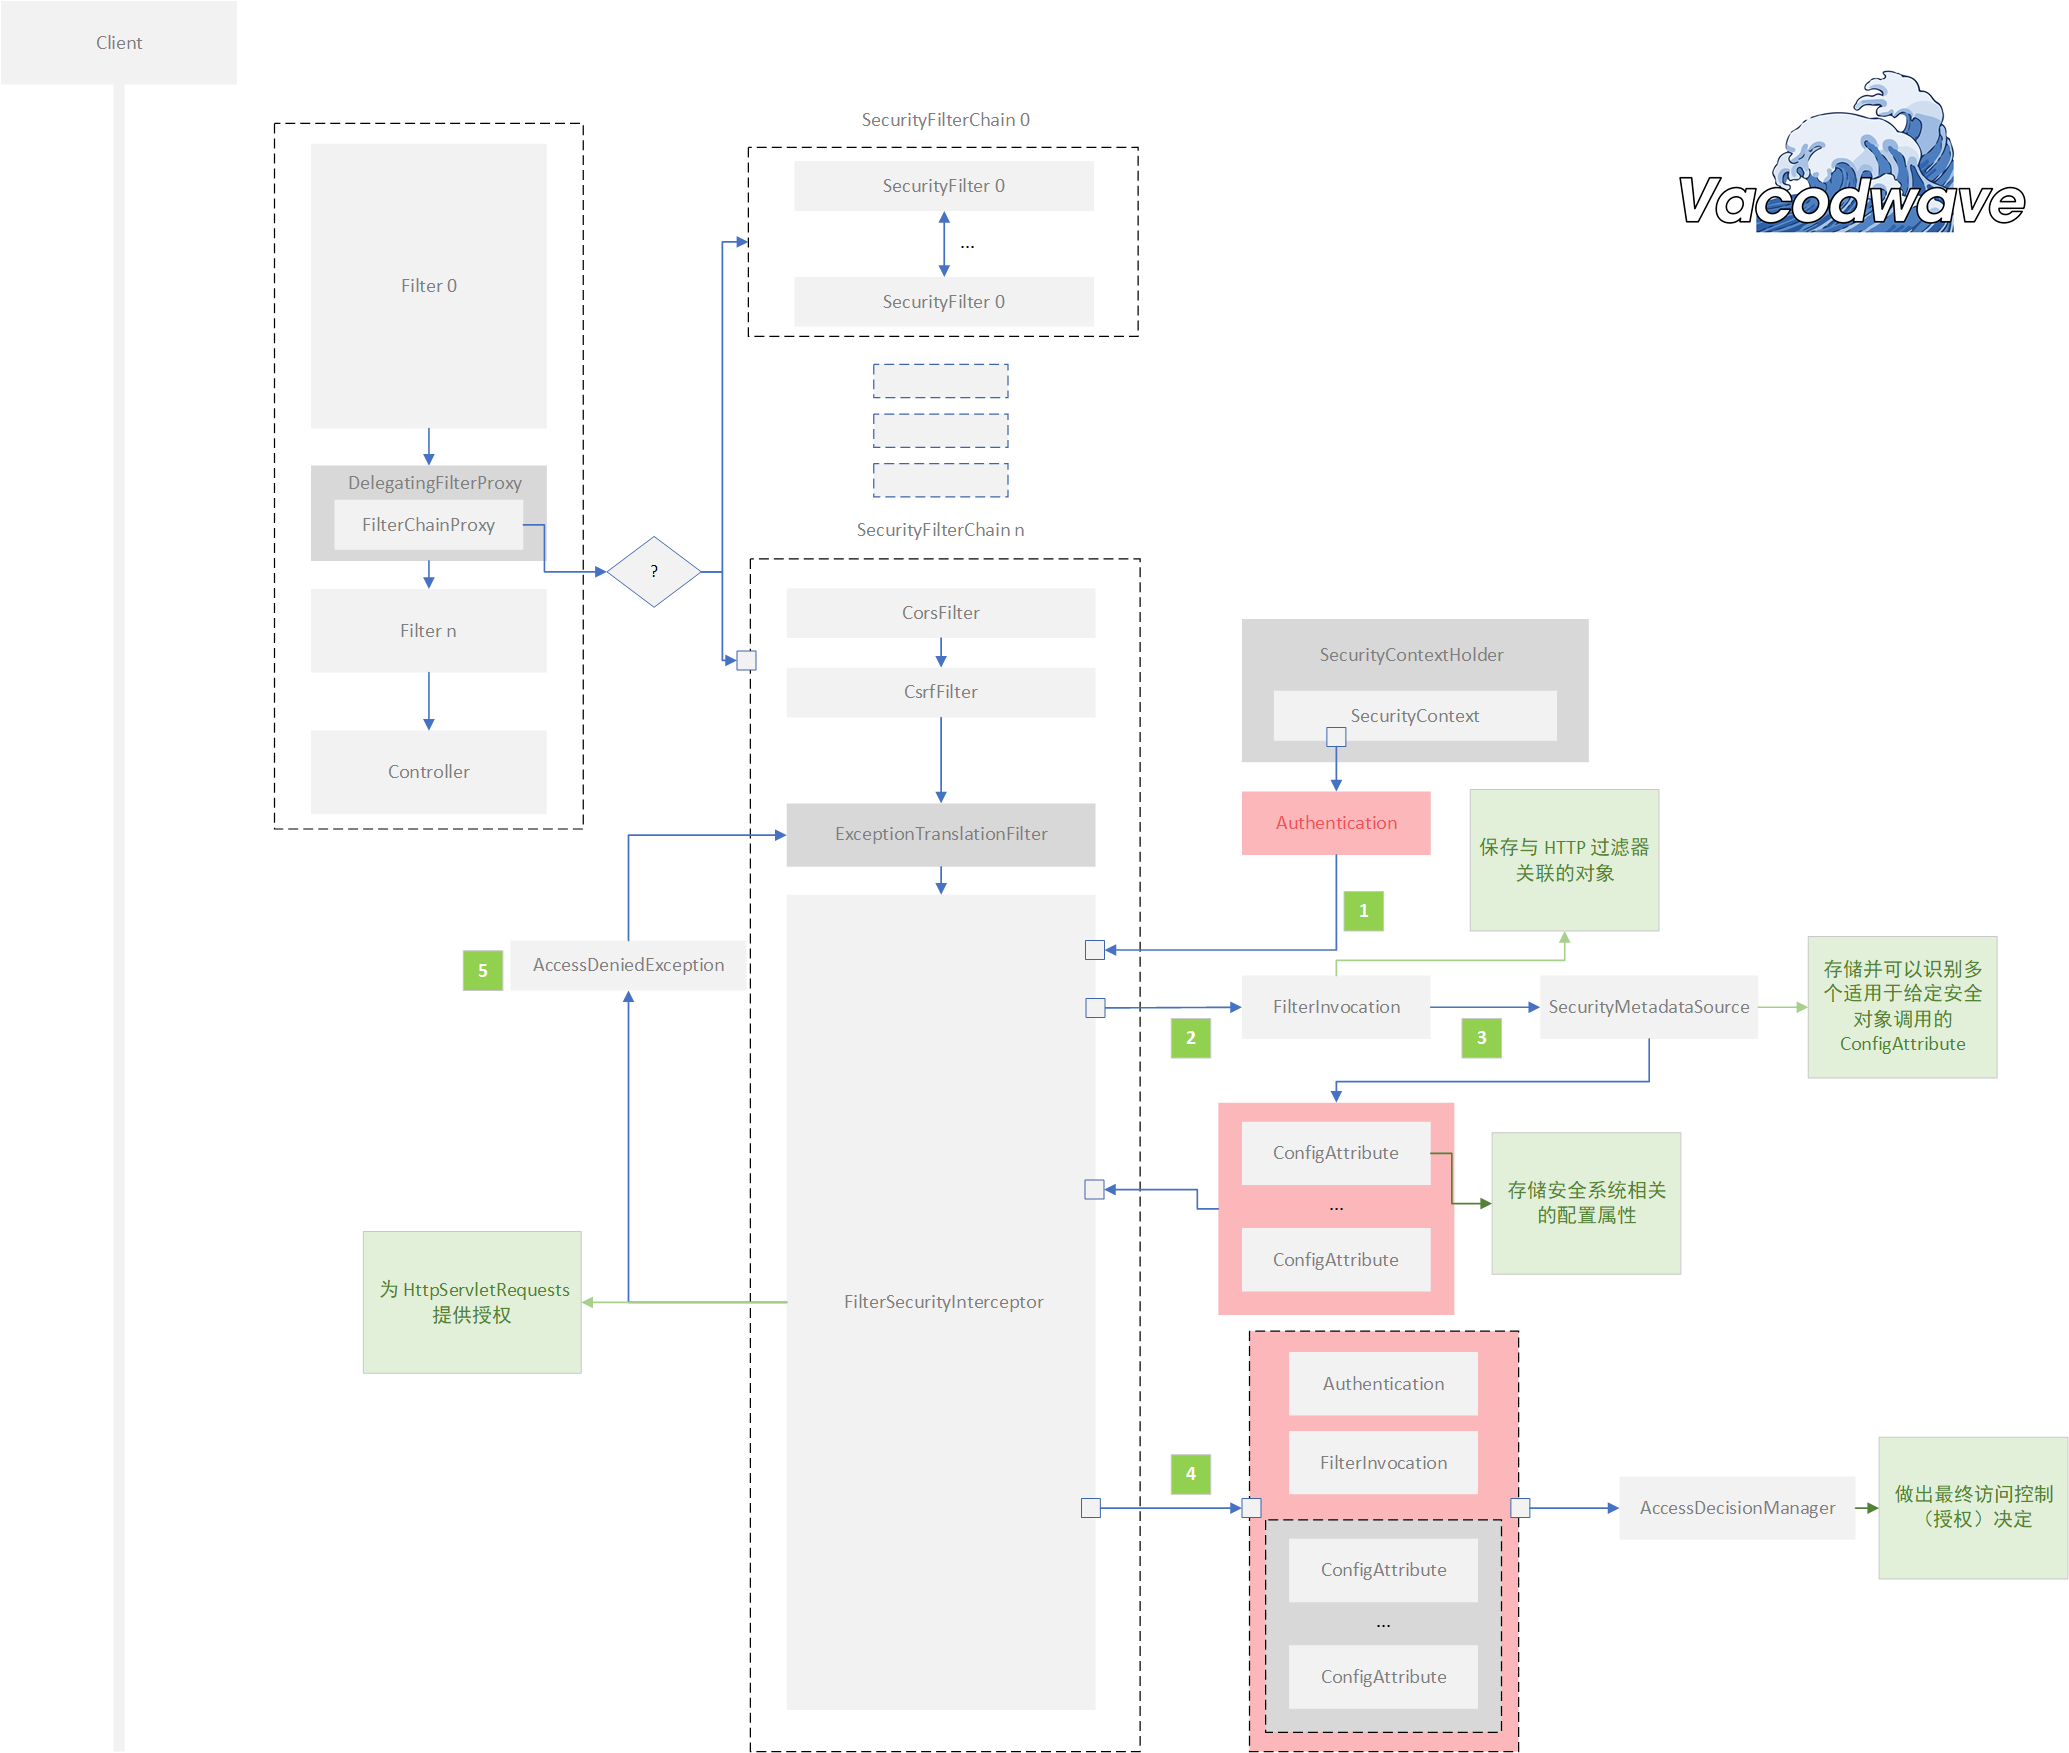 Client
Vacodwave
Filter 0
DelegatingFilterProxy
FilterChainProxy
Filter n
Controller
?
SecurityFilterChain 0
SecurityFilter 0
...
SecurityFilter 0
SecurityFilterChain n
CorsFilter
CsrfFilter
ExceptionTranslationFilter
FilterSecurityInterceptor
5
AccessDeniedException
为 HttpServletRequests
提供授权
SecurityContextHolder
SecurityContext
Authentication
1
保存与 HTTP 过滤器
关联的对象
2
FilterInvocation
3
SecurityMetadataSource
存储并可以识别多
个适用于给定安全
对象调用的
ConfigAttribute
ConfigAttribute
...
ConfigAttribute
存储安全系统相关
的配置属性
4
Authentication
FilterInvocation
ConfigAttribute
...
ConfigAttribute
AccessDecisionManager
做出最终访问控制
（授权）决定